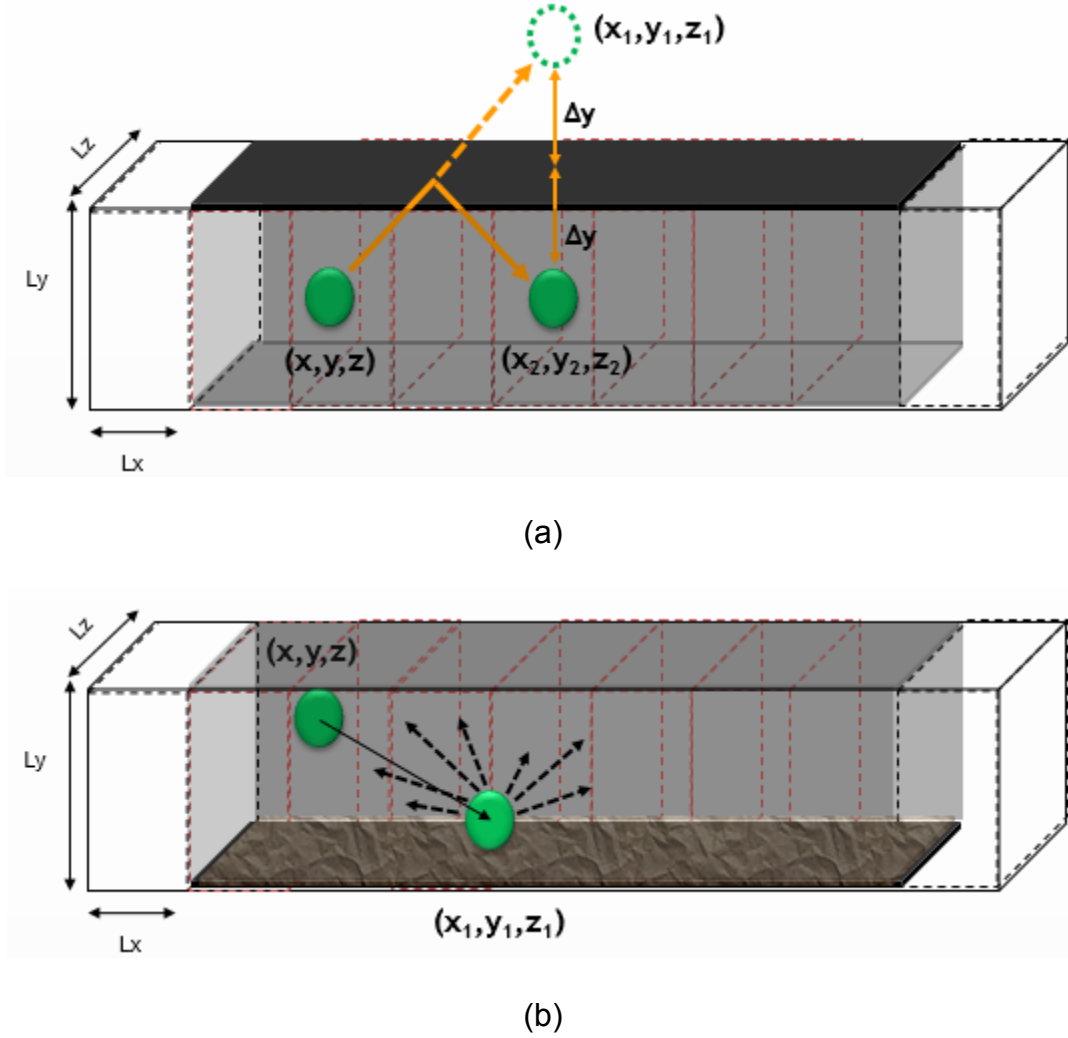 (x₁,y₁,z₁)
Δy
Lz
Δy
Ly
(x,y,z)
(x₂,y₂,z₂)
Lx
(a)
Lz
(x,y,z)
Ly
(x₁,y₁,z₁)
Lx
(b)